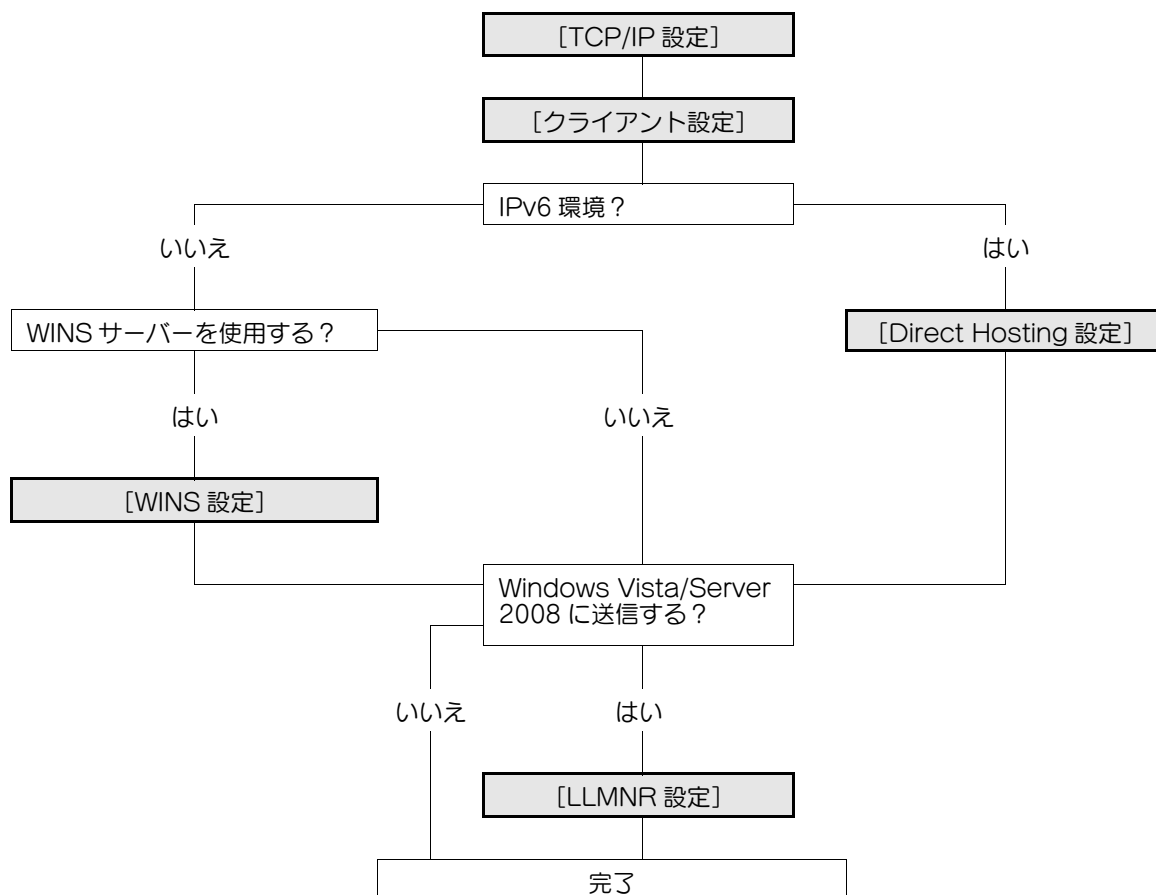 [TCP/IP 設定]
[クライアント設定]
IPv6 環境？
いいえ
はい
WINS サーバーを使用する？
[Direct Hosting 設定]
はい
いいえ
[WINS 設定]
Windows Vista/Server
2008 に送信する？
いいえ
はい
[LLMNR 設定]
完了